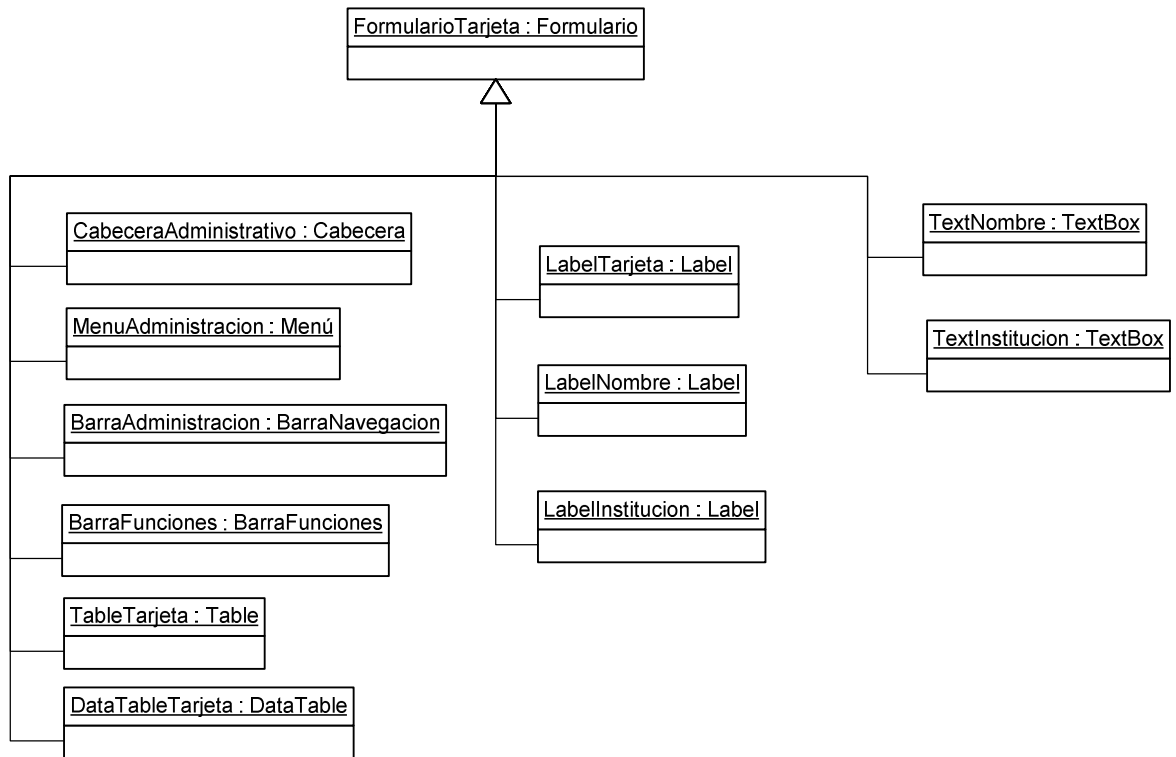 FormularioTarjeta : Formulario
CabeceraAdministrativo : Cabecera
MenuAdministracion : Menú
BarraAdministracion : BarraNavegacion
BarraFunciones : BarraFunciones
TableTarjeta : Table
DataTableTarjeta : DataTable
LabelTarjeta : Label
LabelNombre : Label
LabelInstitucion : Label
TextNombre : TextBox
TextInstitucion : TextBox